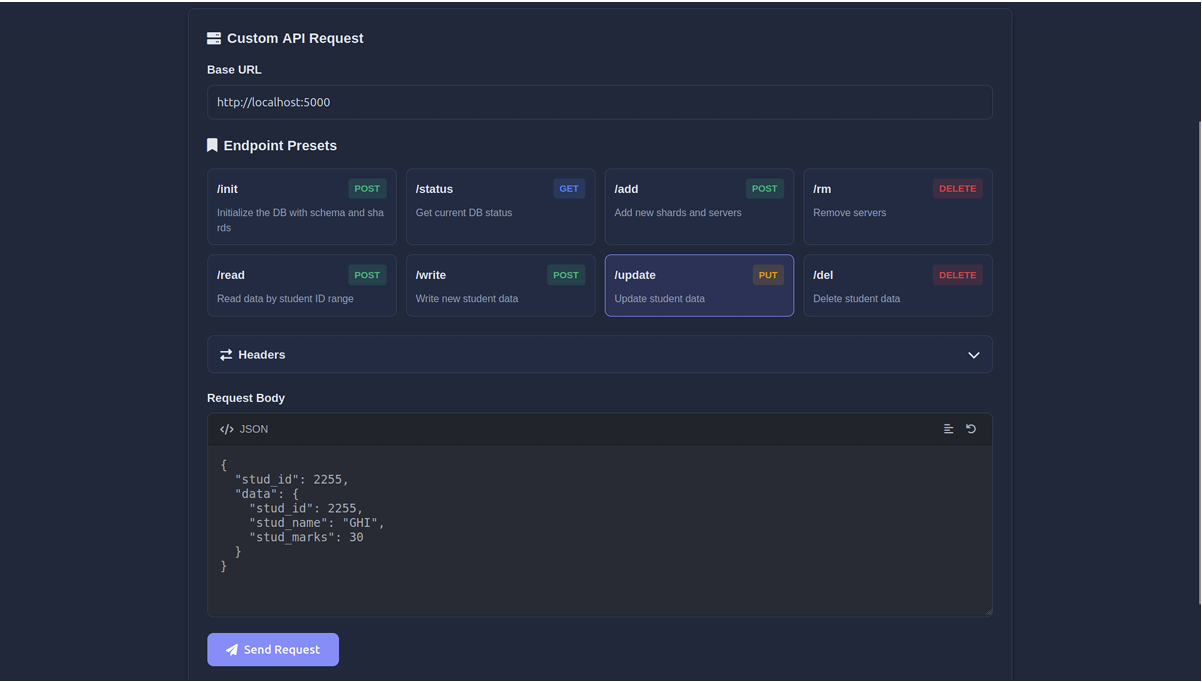 Custom API Request
Base URL
http://localhost:5000
Endpoint Presets
/init POST
Initialize the DB with schema and sha
rds
/status GET
Get current DB status
/add POST
Add new shards and servers
/rm DELETE
Remove servers
/read POST
Read data by student ID range
/write POST
Write new student data
/update PUT
Update student data
/del DELETE
Delete student data
Headers
Request Body
</> JSON
{
  "stud_id": 2255,
  "data": {
    "stud_id": 2255,
    "stud_name": "GHI",
    "stud_marks": 30
  }
}
Send Request